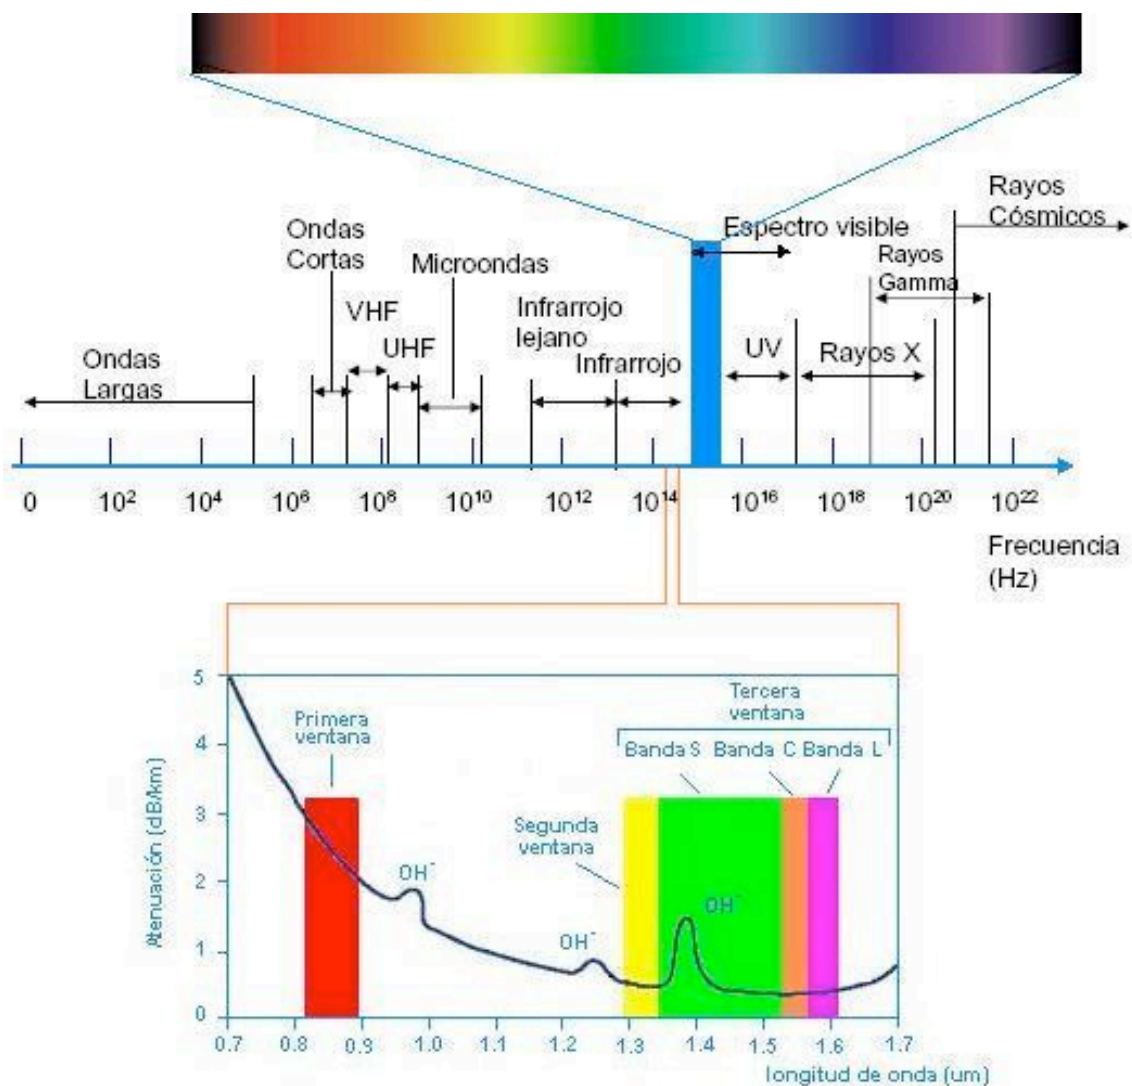 Rayos
Cósmicos
Espectro visible
Ondas
Cortas
Microondas
Rayos
Gamma
VHF
Infrarrojo
lejano
UHF
UV
Rayos X
Ondas
Largas
Infrarrojo
0 10² 10⁴ 10⁶ 10⁸ 10¹⁰ 10¹² 10¹⁴ 10¹⁶ 10¹⁸ 10²⁰ 10²²
Frecuencia
(Hz)
Atenuación (dB/km)
5
4
3
2
1
0
Primera
ventana
Tercera
ventana
Banda S Banda C Banda L
Segunda
ventana
OH⁻
OH⁻
OH⁻
0.7 0.8 0.9 1.0 1.1 1.2 1.3 1.4 1.5 1.6 1.7
longitud de onda (um)